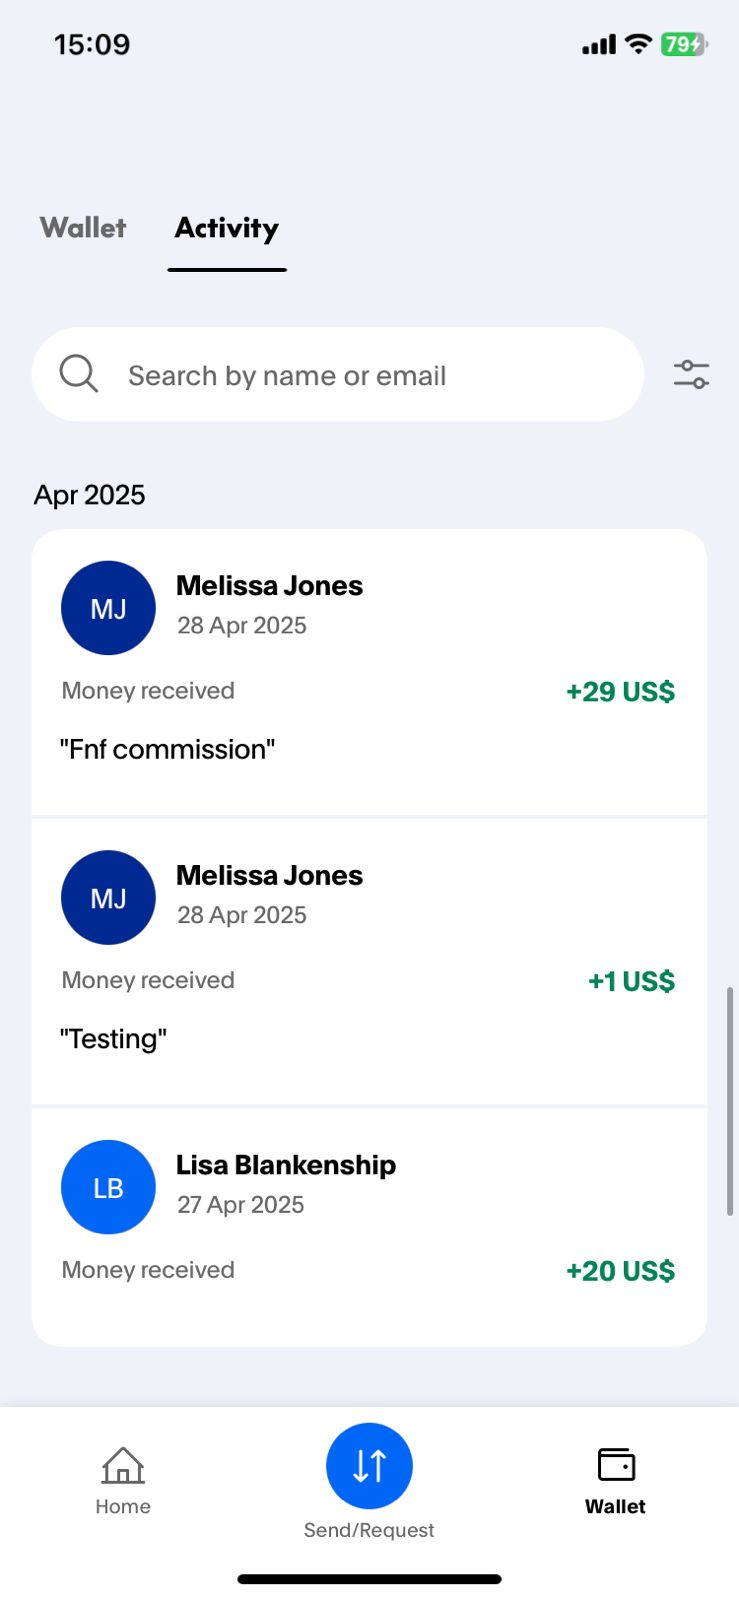 15:09
79
Wallet Activity
Search by name or email
Apr 2025
MJ
Melissa Jones
28 Apr 2025
Money received +29 US$
"Fnf commission"
MJ
Melissa Jones
28 Apr 2025
Money received +1 US$
"Testing"
LB
Lisa Blankenship
27 Apr 2025
Money received +20 US$
Home Send/Request Wallet